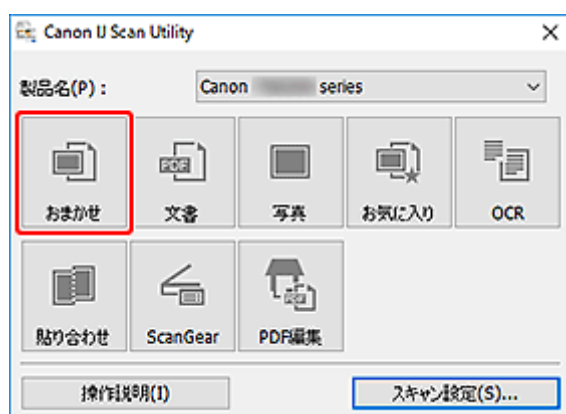 Canon IJ Scan Utility
製品名(P) : Canon series
PDF
おまかせ 文書 写真 お気に入り OCR
PDF
貼り合わせ ScanGear PDF編集
操作説明(I) スキャン設定(S)...